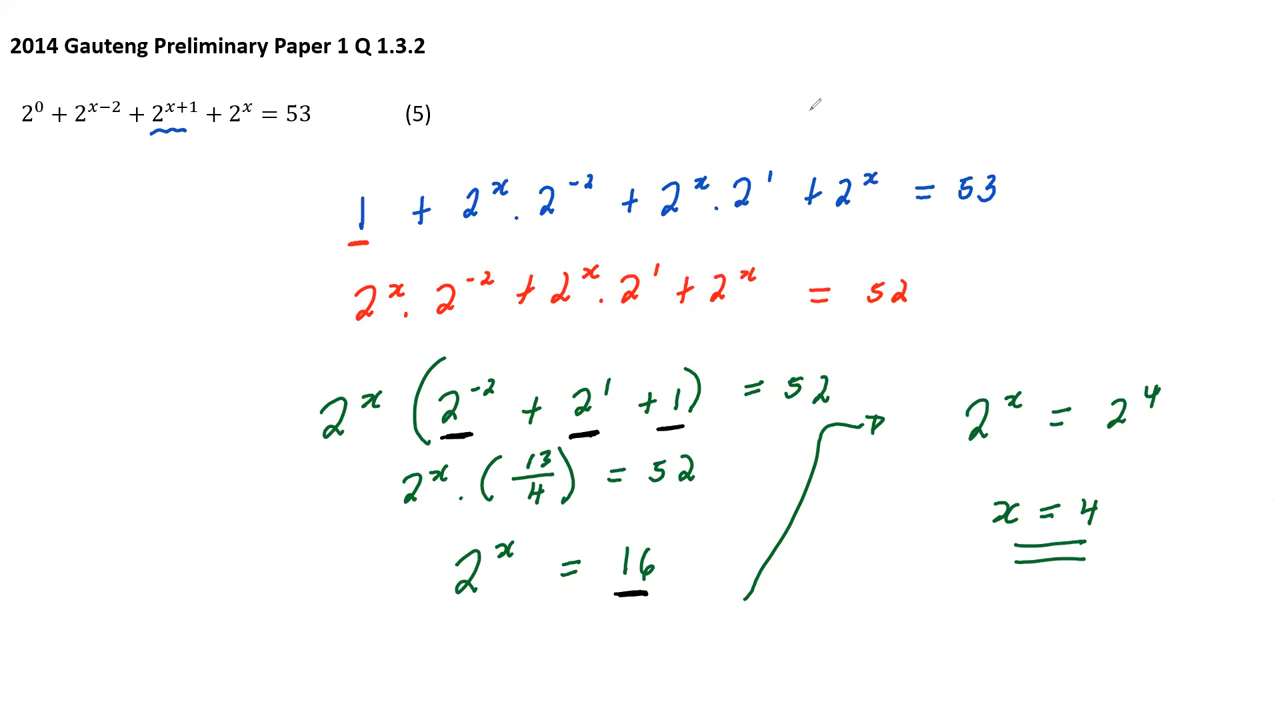 2014 Gauteng Preliminary Paper 1 Q 1.3.2
2⁰ + 2ˣ⁻² + 2ˣ⁺¹ + 2ˣ = 53 (5)
1 + 2ˣ . 2⁻² + 2ˣ . 2¹ + 2ˣ = 53
2ˣ . 2⁻² + 2ˣ . 2¹ + 2ˣ = 52
2ˣ (2⁻² + 2¹ + 1) = 52
2ˣ . (13/4) = 52
2ˣ = 16
2ˣ = 2⁴
x = 4